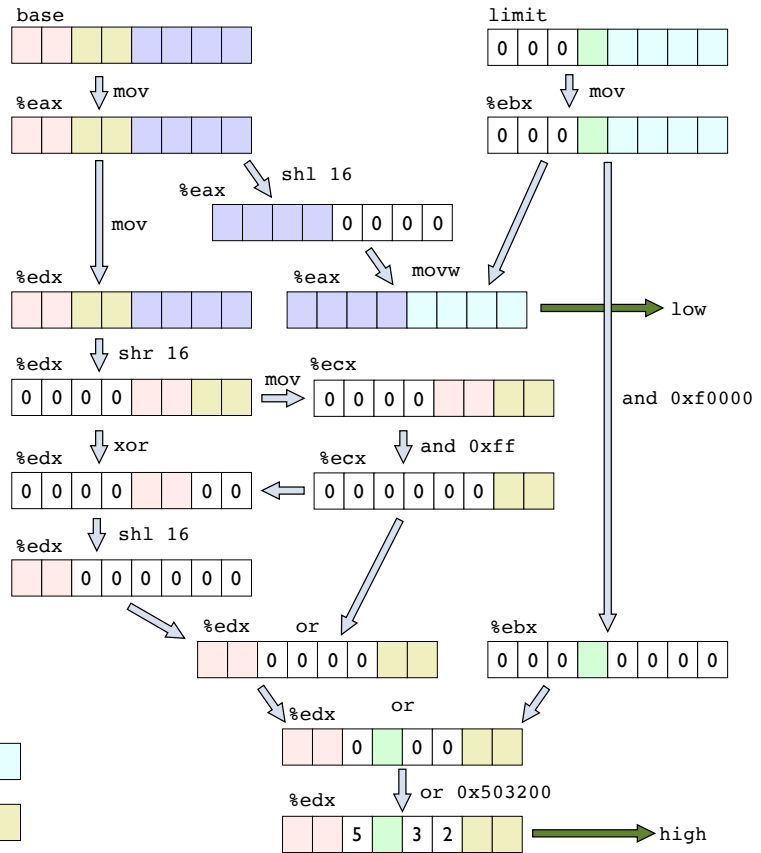 base limit
0 0 0
mov mov
%eax %ebx
0 0 0
shl 16
%eax
0 0 0 0
mov
movw
%edx %eax
low
shr 16
%edx mov %ecx
0 0 0 0 0 0 0 0
and 0xf0000
xor and 0xff
%edx %ecx
0 0 0 0 0 0 0 0 0 0 0 0
shl 16
%edx
0 0 0 0 0 0
%edx or %ebx
0 0 0 0 0 0 0 0 0 0 0
or
%edx
0 0 0
or 0x503200
%edx
5 3 2 high